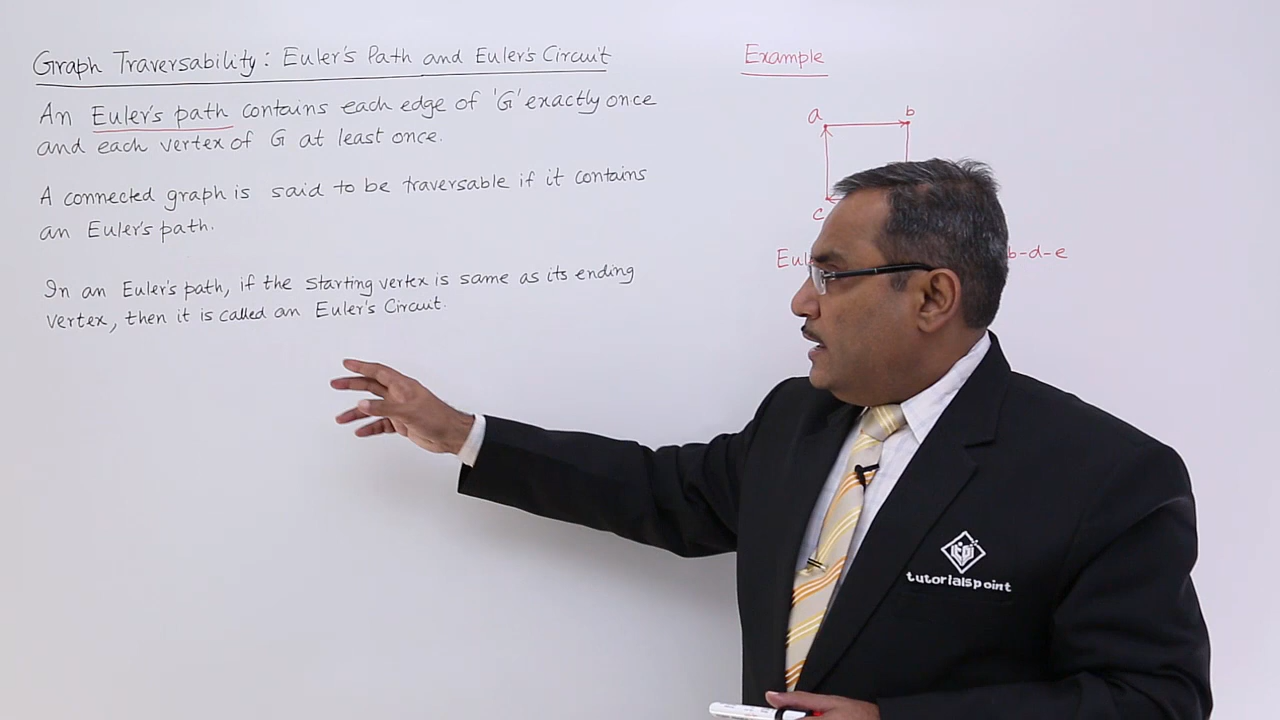 Graph Traversability: Euler's Path and Euler's Circuit
An Euler's path contains each edge of 'G' exactly once
and each vertex of G at least once.
A connected graph is said to be traversable if it contains
an Euler's path.
In an Euler's path, if the starting vertex is same as its ending
vertex, then it is called an Euler's Circuit.
Example
a
b
c
b-d-e
tutorialspoint